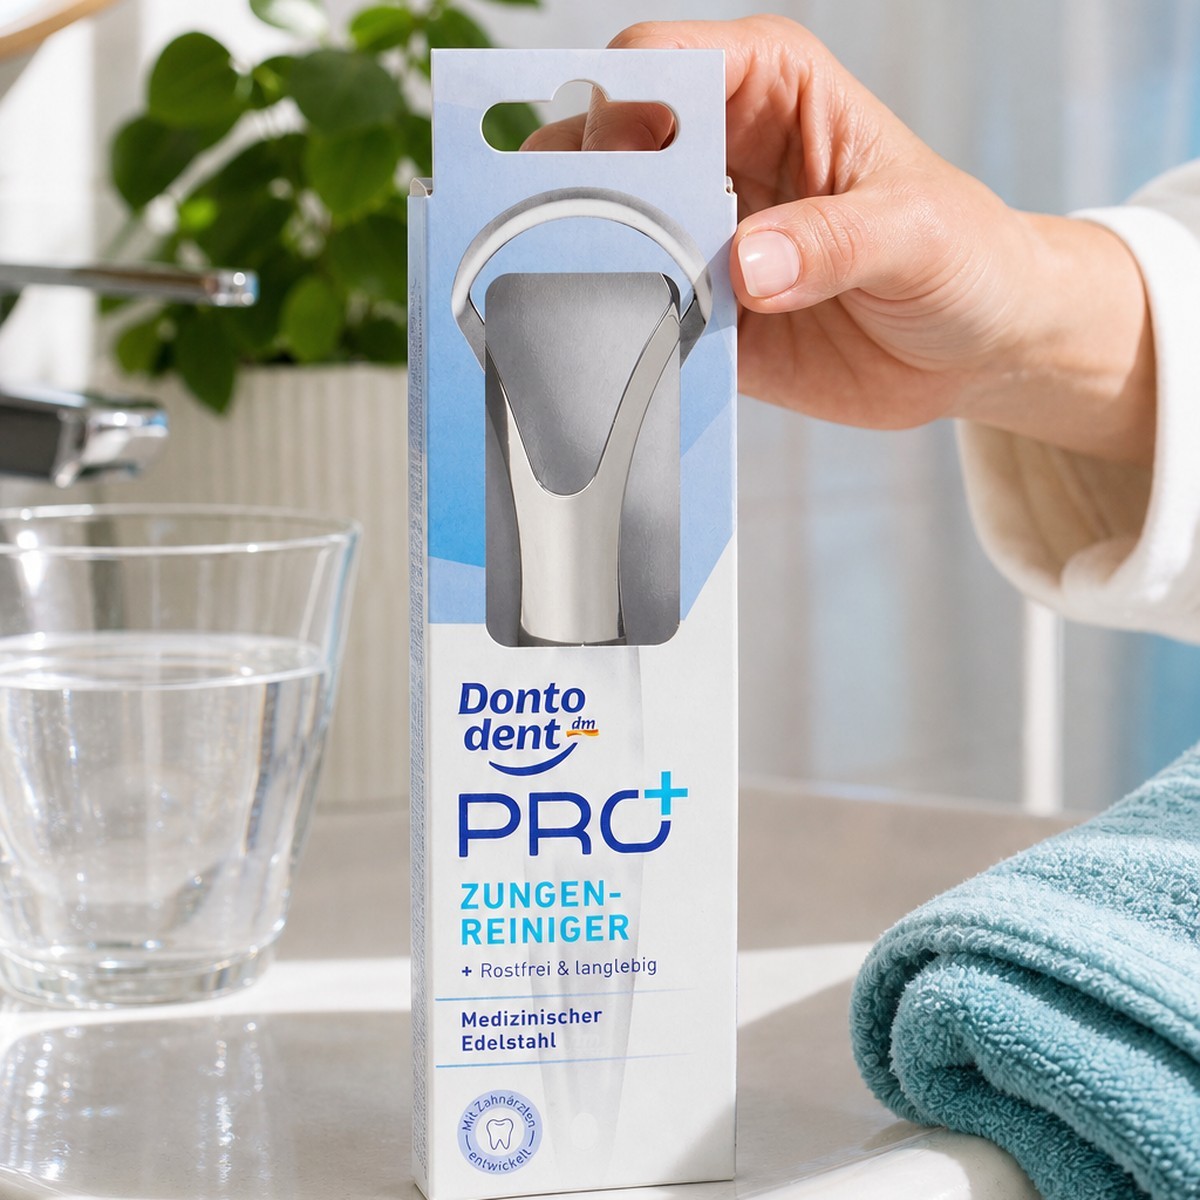 Donto
dent
dm
PRO+
ZUNGEN-
REINIGER
+ Rostfrei & langlebig
Medizinischer
Edelstahl
Mit Zahnärzten
entwickelt